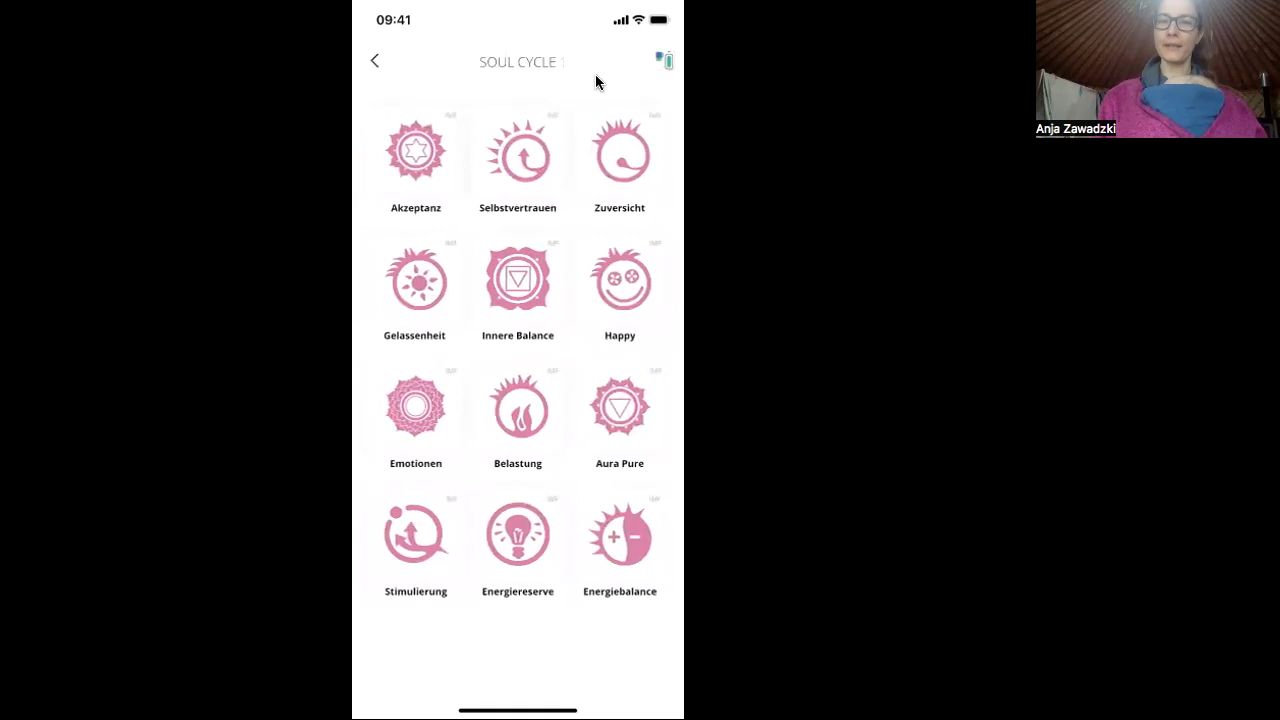 09:41
SOUL CYCLE 1
Akzeptanz
Selbstvertrauen
Zuversicht
Gelassenheit
Innere Balance
Happy
Emotionen
Belastung
Aura Pure
Stimulierung
Energiereserve
Energiebalance
Anja Zawadzki